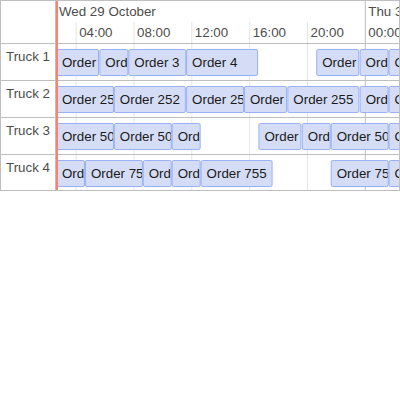 Wed 29 October Thu 3
04:00 08:00 12:00 16:00 20:00 00:00
Truck 1 Order Ord Order 3 Order 4 Order Ord
Truck 2 Order 25 Order 252 Order 25 Order Order 255 Ord
Truck 3 Order 50 Order 50 Ord Order Ord Order 50
Truck 4 Ord Order 75 Ord Ord Order 755 Order 75